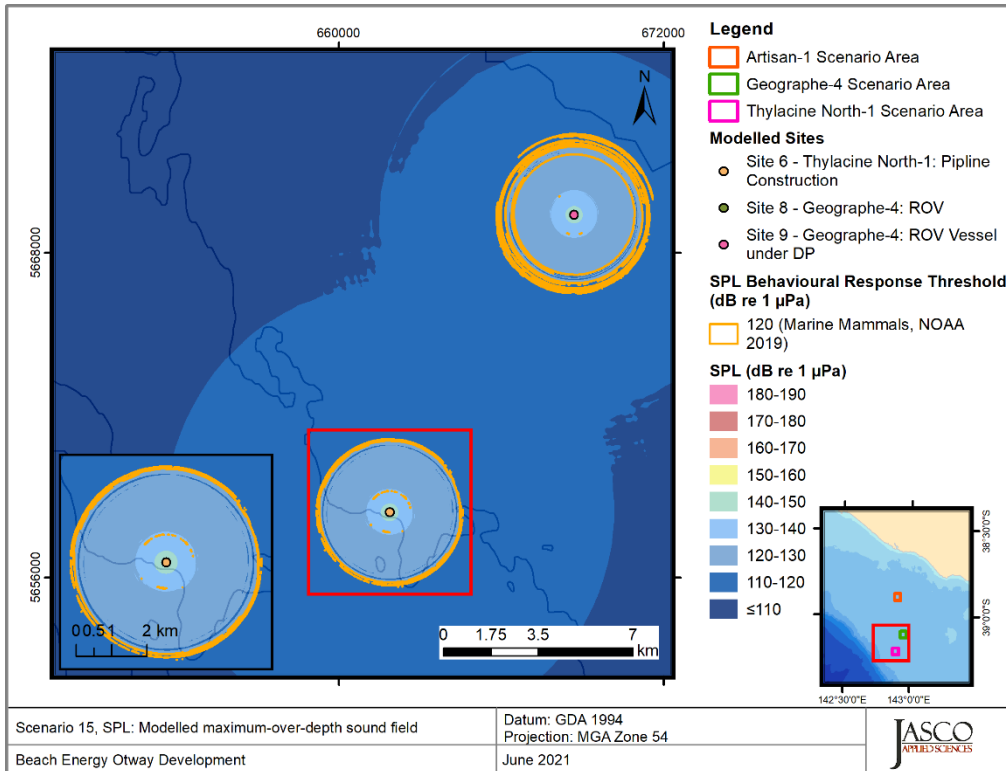 660000
672000
5668000
5656000
N
0 0.5 1 2 km
0 1.75 3.5 7
km
Legend
Artisan-1 Scenario Area
Geographe-4 Scenario Area
Thylacine North-1 Scenario Area
Modelled Sites
Site 6 - Thylacine North-1: Pipline
Construction
Site 8 - Geographe-4: ROV
Site 9 - Geographe-4: ROV Vessel
under DP
SPL Behavioural Response Threshold
(dB re 1 µPa)
120 (Marine Mammals, NOAA
2019)
SPL (dB re 1 µPa)
180-190
170-180
160-170
150-160
140-150
130-140
120-130
110-120
≤110
38°30'0"S
39°0'0"S
142°30'0"E 143°0'0"E
Scenario 15, SPL: Modelled maximum-over-depth sound field
Datum: GDA 1994
Projection: MGA Zone 54
Beach Energy Otway Development
June 2021
JASCO
APPLIED SCIENCES